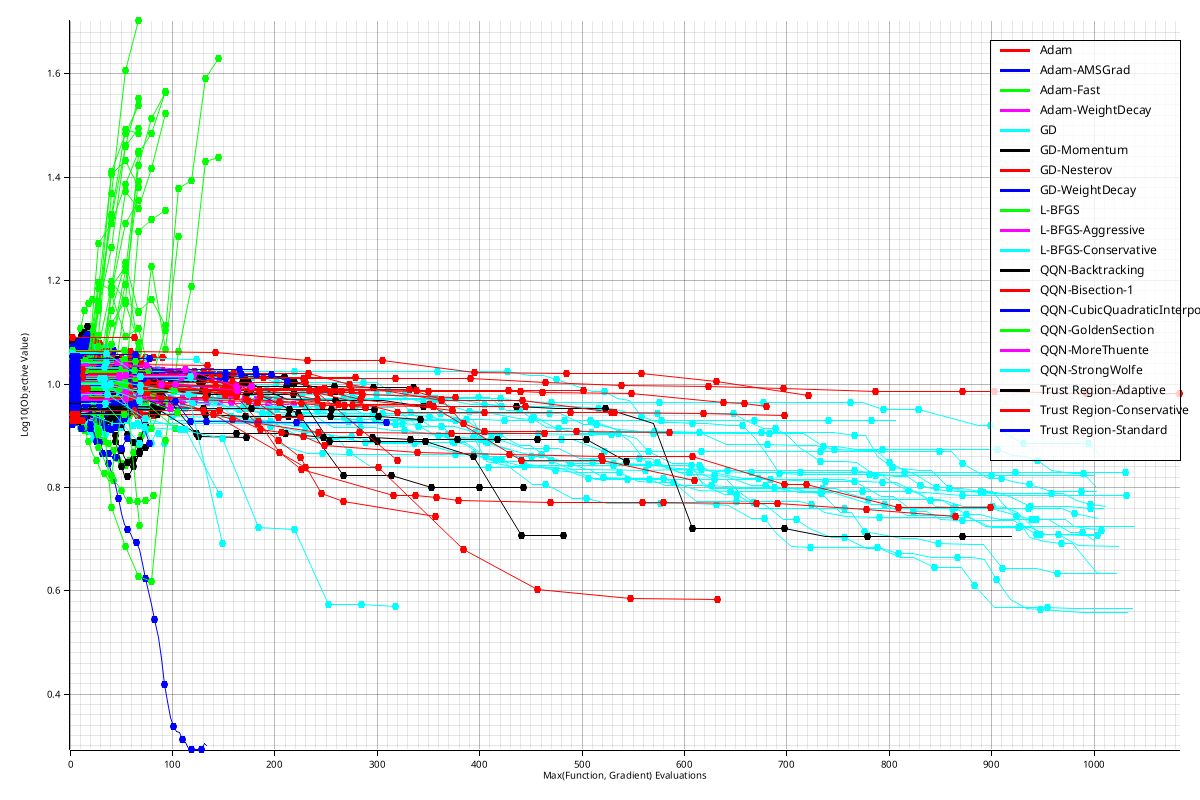 Adam
Adam-AMSGrad
Adam-Fast
Adam-WeightDecay
GD
GD-Momentum
GD-Nesterov
GD-WeightDecay
L-BFGS
L-BFGS-Aggressive
L-BFGS-Conservative
QQN-Backtracking
QQN-Bisection-1
QQN-CubicQuadraticInterpo
QQN-GoldenSection
QQN-MoreThuente
QQN-StrongWolfe
Trust Region-Adaptive
Trust Region-Conservative
Trust Region-Standard
Log10(Objective Value)
1.6
1.4
1.2
1.0
0.8
0.6
0.4
0 100 200 300 400 500 600 700 800 900 1000
Max(Function, Gradient) Evaluations